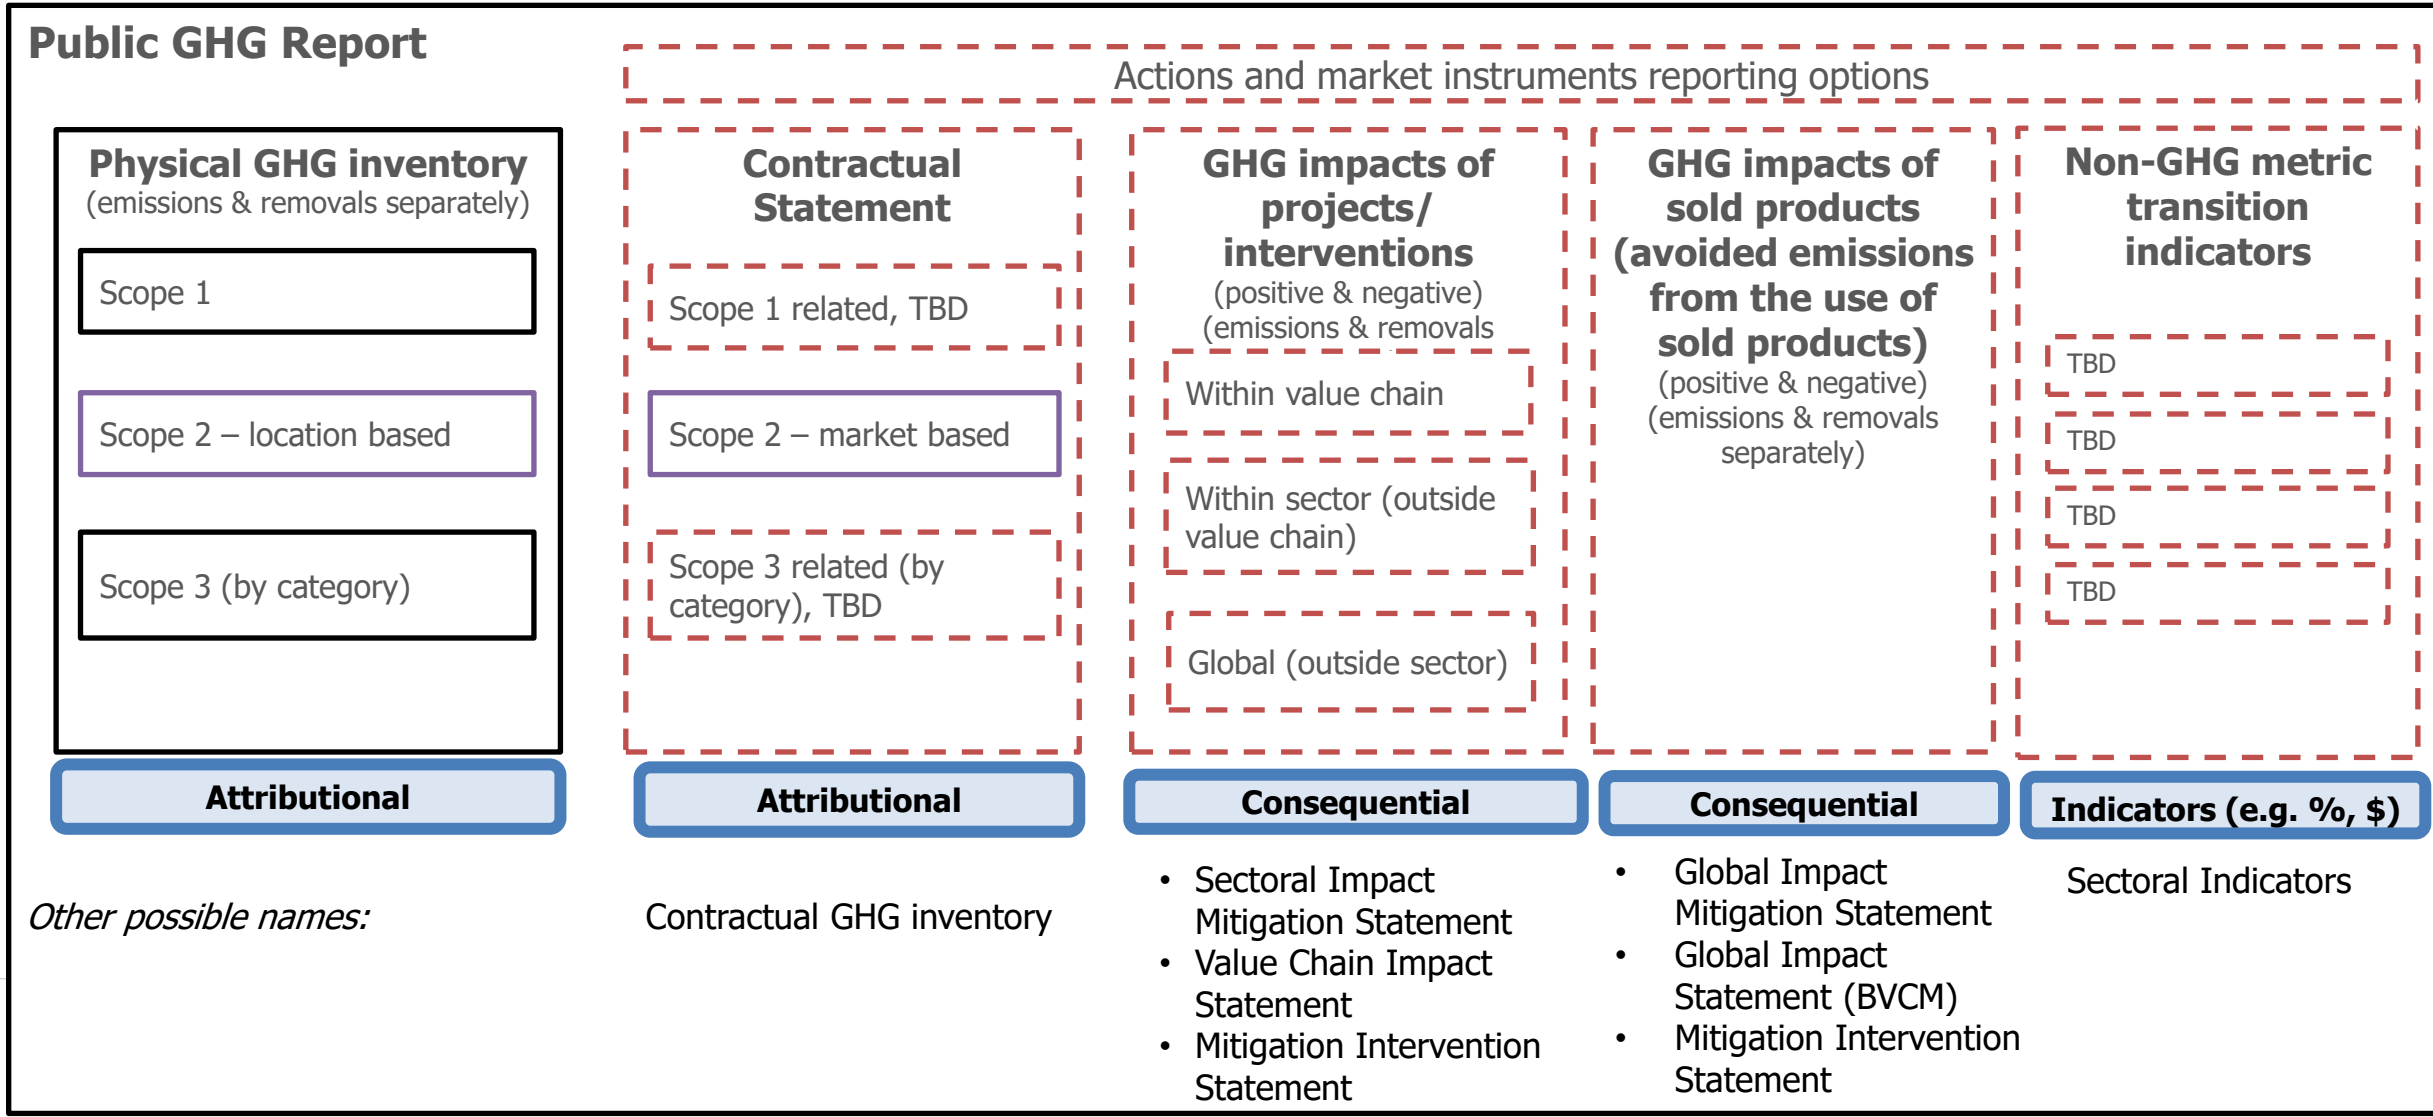 Public GHG Report
Actions and market instruments reporting options
Physical GHG inventory
(emissions & removals separately)
Scope 1
Scope 2 – location based
Scope 3 (by category)
Attributional
Contractual
Statement
Scope 1 related, TBD
Scope 2 – market based
Scope 3 related (by
category), TBD
Attributional
GHG impacts of
projects/
interventions
(positive & negative)
(emissions & removals
Within value chain
Within sector (outside
value chain)
Global (outside sector)
Consequential
GHG impacts of
sold products
(avoided emissions
from the use of
sold products)
(positive & negative)
(emissions & removals
separately)
Consequential
Non-GHG metric
transition
indicators
TBD
TBD
TBD
TBD
Indicators (e.g. %, $)
Other possible names:
Contractual GHG inventory
• Sectoral Impact
Mitigation Statement
• Value Chain Impact
Statement
• Mitigation Intervention
Statement
• Global Impact
Mitigation Statement
• Global Impact
Statement (BVCM)
• Mitigation Intervention
Statement
Sectoral Indicators